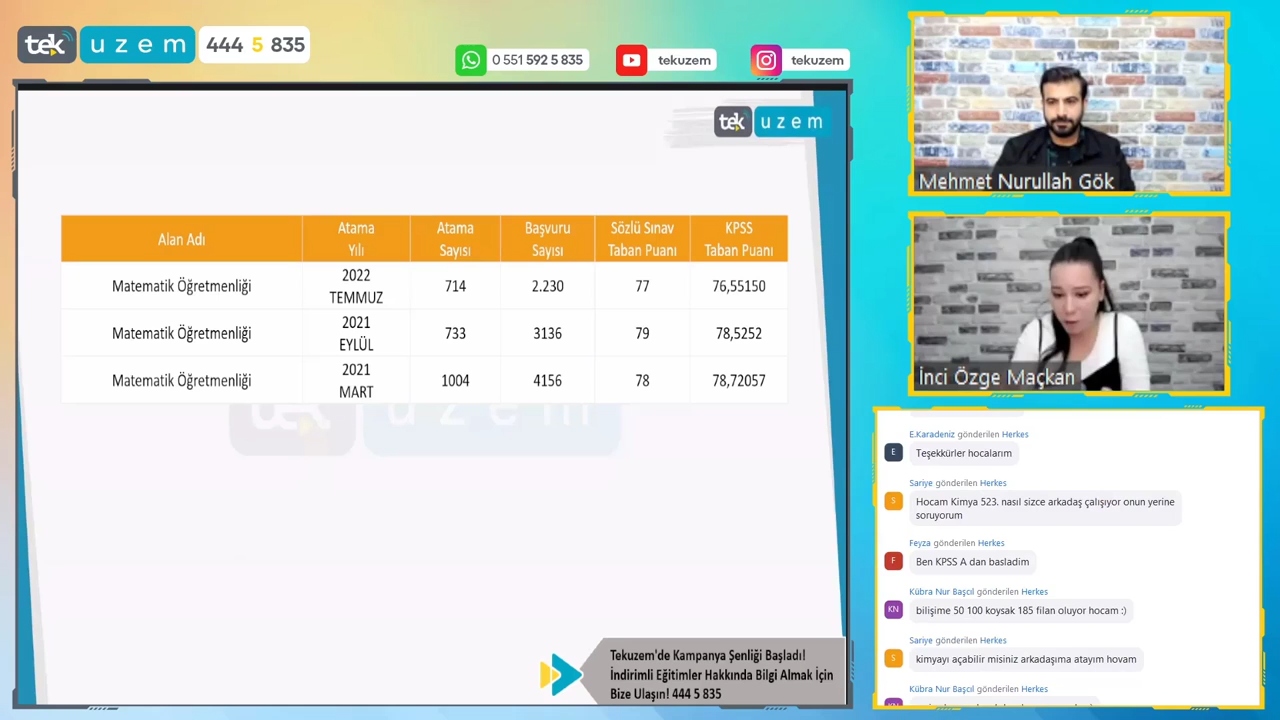 tek uzem 444 5 835
0 551 592 5 835
tekuzem
tekuzem
tek uzem
Alan Adı
Atama Yılı
Atama Sayısı
Başvuru Sayısı
Sözlü Sınav Taban Puanı
KPSS Taban Puanı
Matematik Öğretmenliği 2022 TEMMUZ 714 2.230 77 76,55150
Matematik Öğretmenliği 2021 EYLÜL 733 3136 79 78,5252
Matematik Öğretmenliği 2021 MART 1004 4156 78 78,72057
tek uzem
Tekuzem'de Kampanya Şenliği Başladı!
İndirimli Eğitimler Hakkında Bilgi Almak İçin
Bize Ulaşın! 444 5 835
Mehmet Nurullah Gök
İnci Özge Maçkan
E.Karadeniz gönderilen Herkes
E
Teşekkürler hocalarım
Sariye gönderilen Herkes
S
Hocam Kimya 523. nasıl sizce arkadaş çalışıyor onun yerine
soruyorum
Feyza gönderilen Herkes
F
Ben KPSS A dan basladim
Kübra Nur Başcıl gönderilen Herkes
KN
bilişime 50 100 koysak 185 filan oluyor hocam :)
Sariye gönderilen Herkes
S
kimyayı açabilir misiniz arkadaşıma atayım hovam
Kübra Nur Başcıl gönderilen Herkes
KN